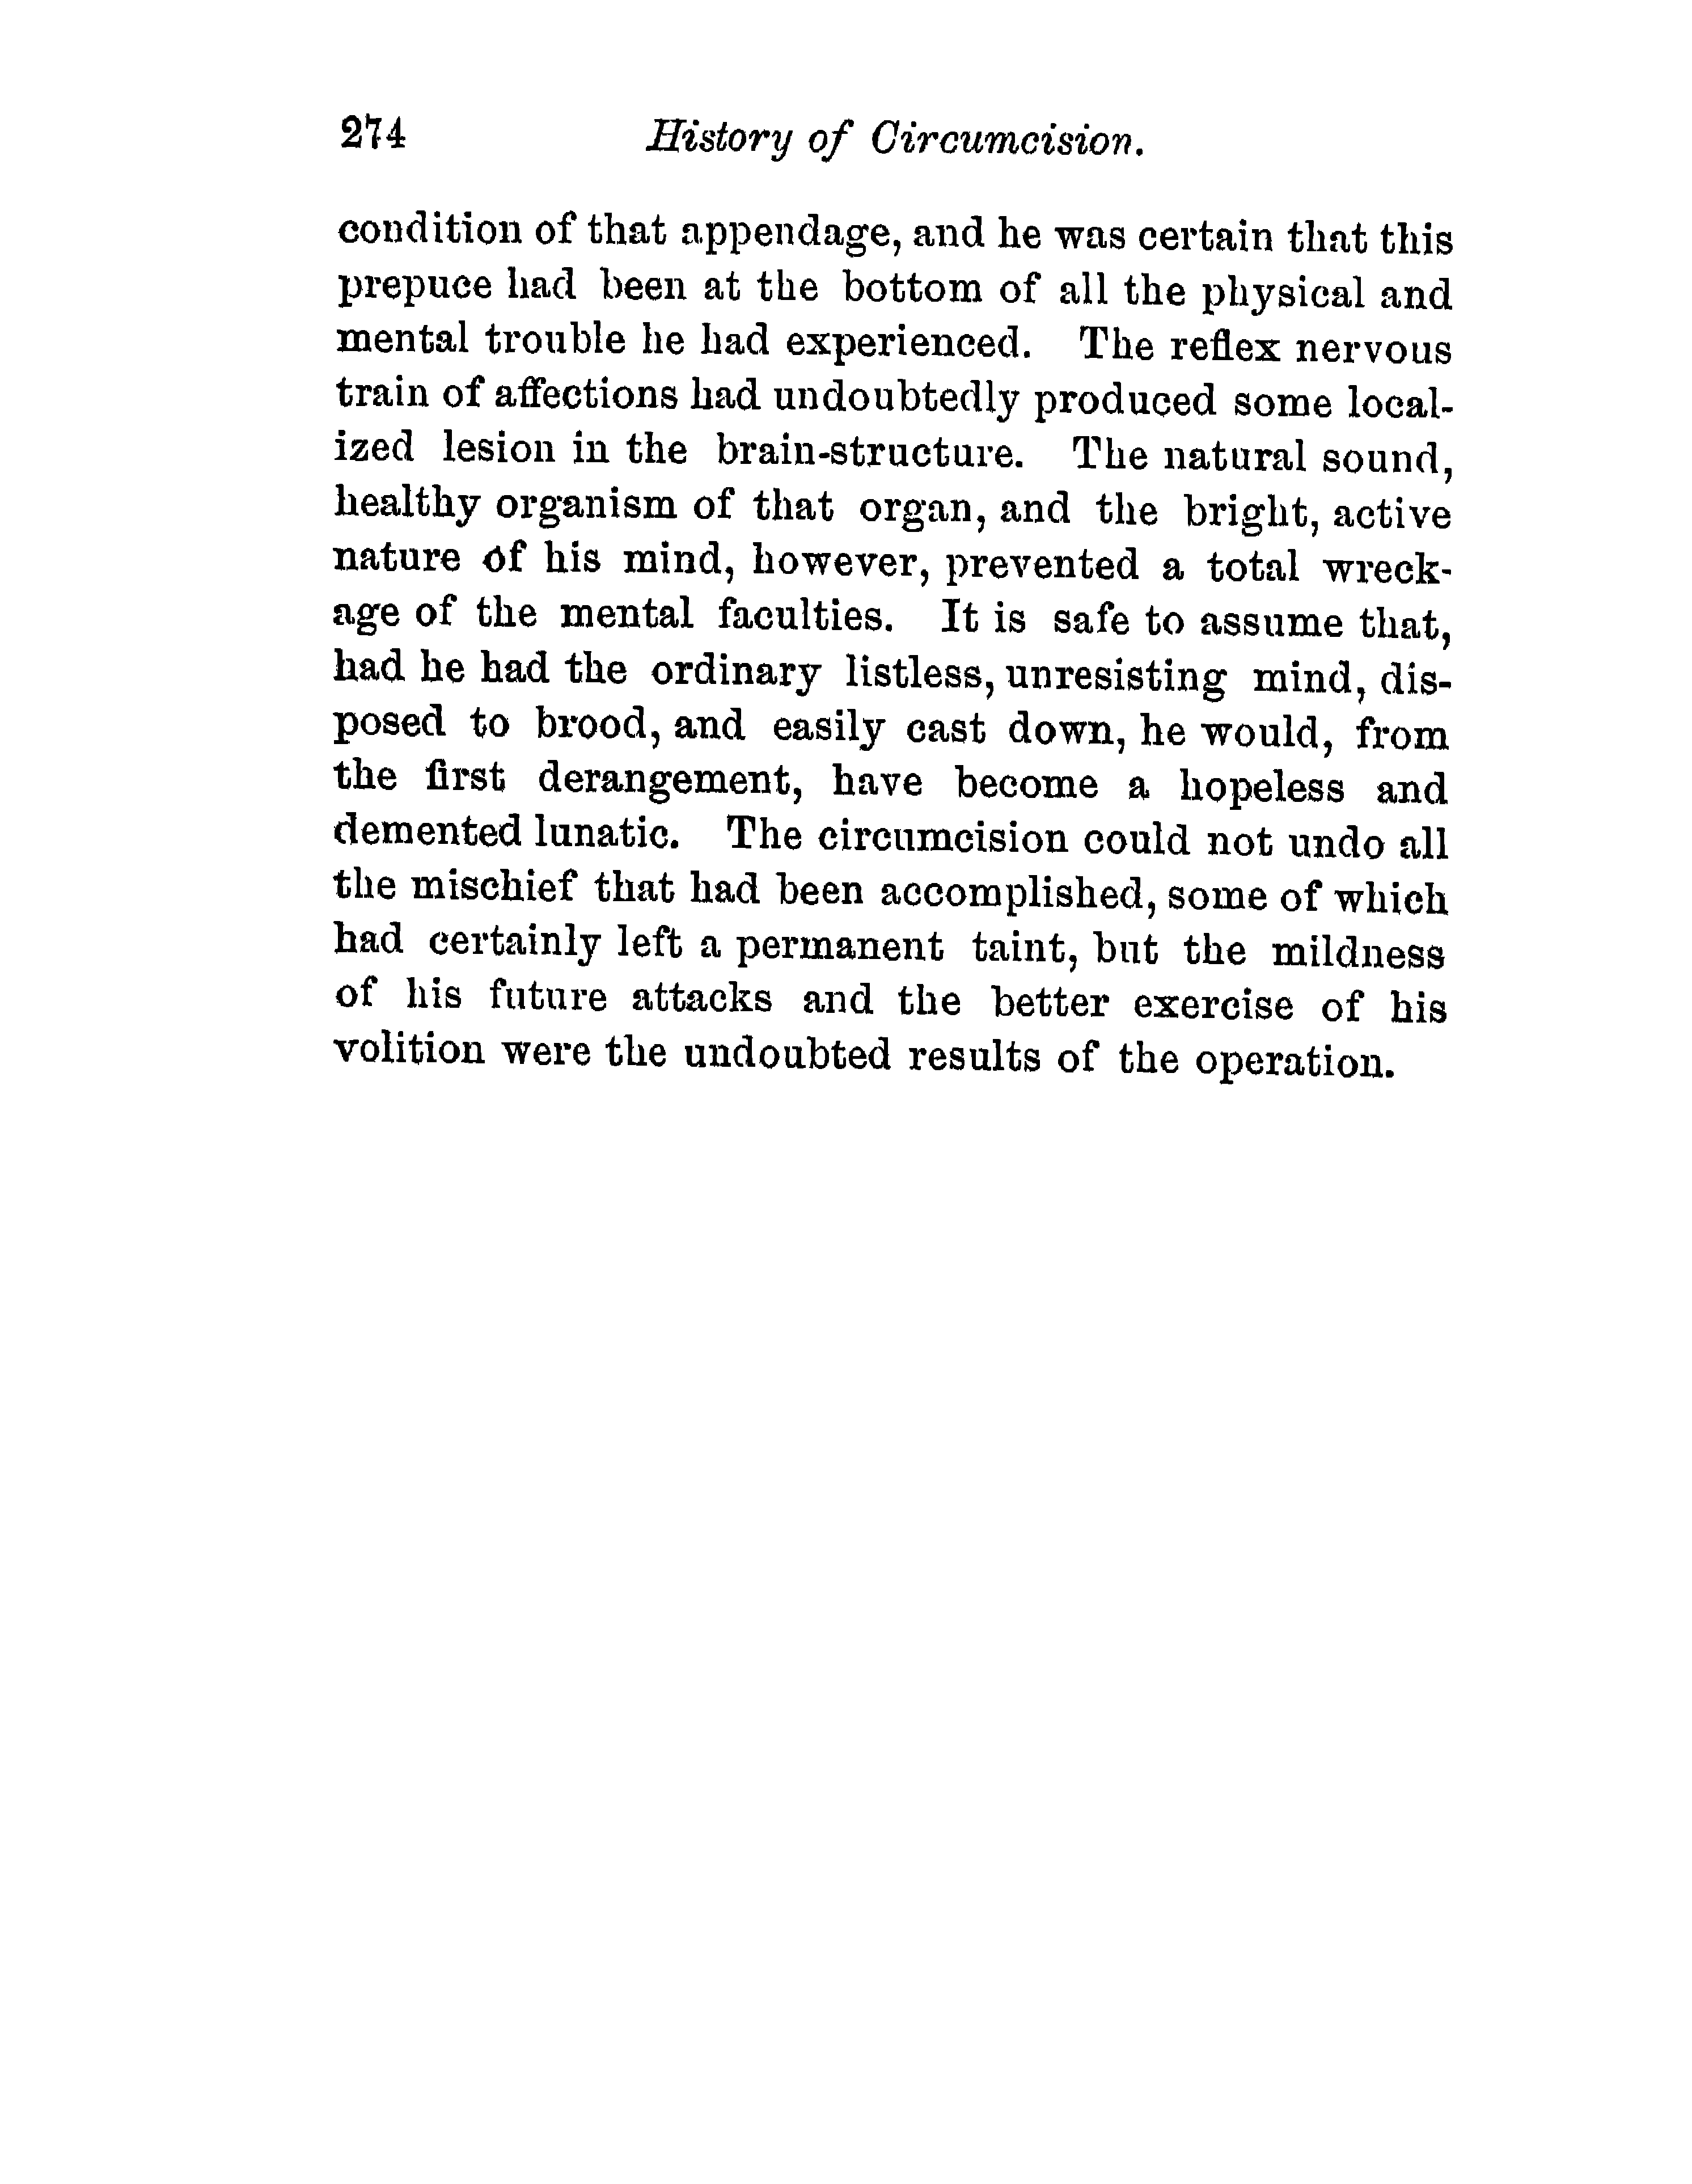 274 History of Circumcision.
condition of that appendage, and he was certain that this
prepuce had been at the bottom of all the physical and
mental trouble he had experienced. The reflex nervous
train of affections had undoubtedly produced some local-
ized lesion in the brain-structure. The natural sound,
healthy organism of that organ, and the bright, active
nature of his mind, however, prevented a total wreck-
age of the mental faculties. It is safe to assume that,
had he had the ordinary listless, unresisting mind, dis-
posed to brood, and easily cast down, he would, from
the first derangement, have become a hopeless and
demented lunatic. The circumcision could not undo all
the mischief that had been accomplished, some of which
had certainly left a permanent taint, but the mildness
of his future attacks and the better exercise of his
volition were the undoubted results of the operation.